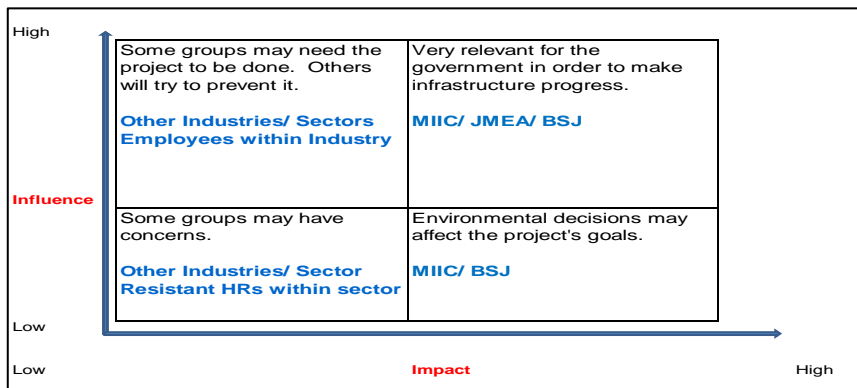 High
Some groups may need the
project to be done. Others
will try to prevent it.
Other Industries/ Sectors
Employees within Industry
Very relevant for the
government in order to make
infrastructure progress.
MIIC/ JMEA/ BSJ
Influence
Some groups may have
concerns.
Other Industries/ Sector
Resistant HRs within sector
Environmental decisions may
affect the project's goals.
MIIC/ BSJ
Low
Low
Impact
High